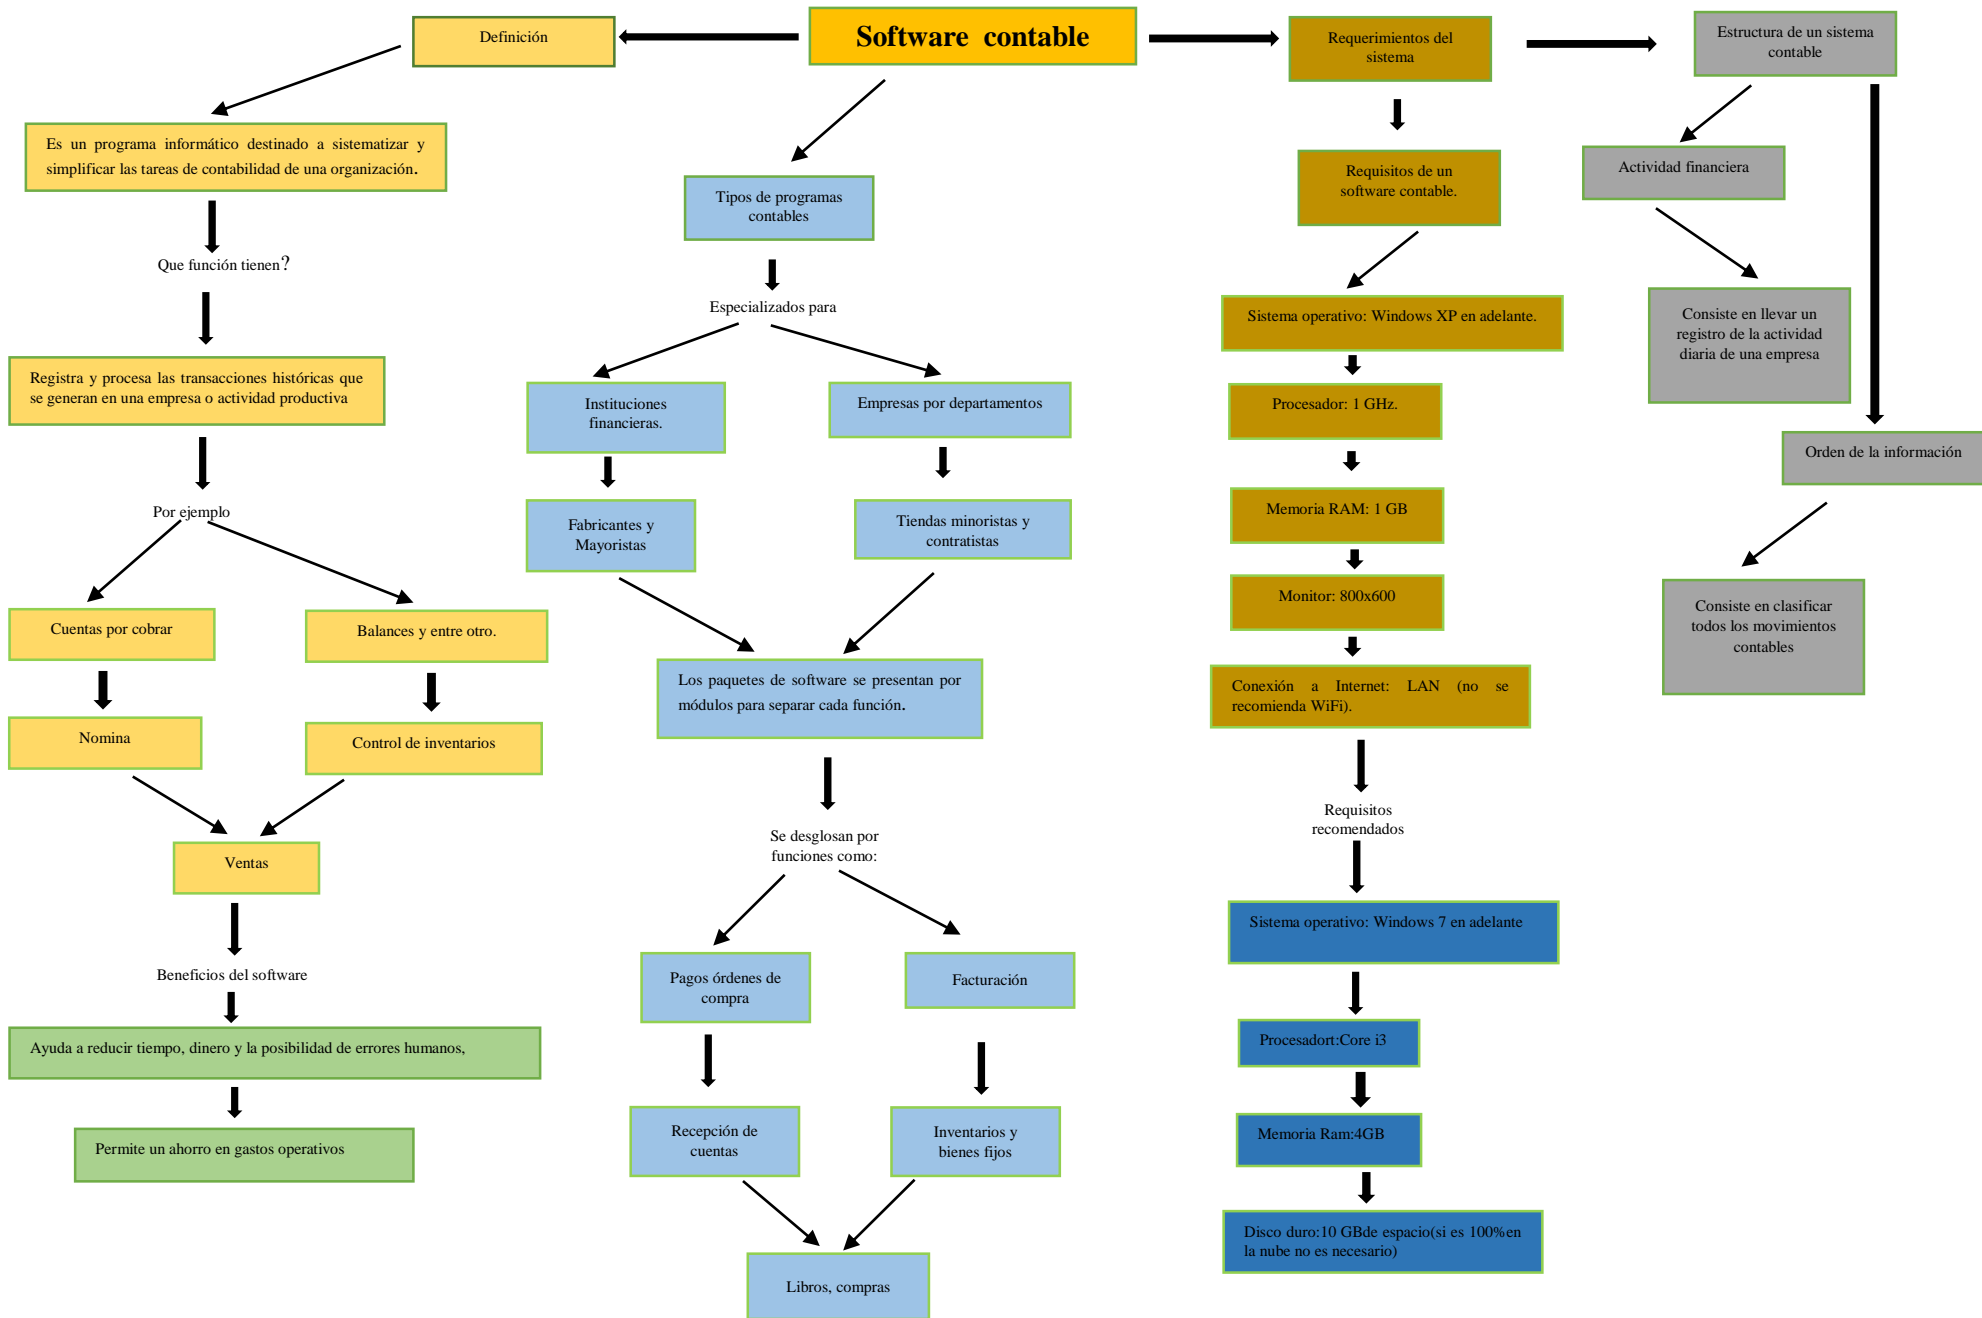 Software contable
Definición
Es un programa informático destinado a sistematizar y
simplificar las tareas de contabilidad de una organización.
Que función tienen?
Registra y procesa las transacciones históricas que
se generan en una empresa o actividad productiva
Por ejemplo
Cuentas por cobrar
Balances y entre otro.
Nomina
Control de inventarios
Ventas
Beneficios del software
Ayuda a reducir tiempo, dinero y la posibilidad de errores humanos,
Permite un ahorro en gastos operativos
Tipos de programas
contables
Especializados para
Instituciones
financieras.
Empresas por departamentos
Fabricantes y
Mayoristas
Tiendas minoristas y
contratistas
Los paquetes de software se presentan por
módulos para separar cada función.
Se desglosan por
funciones como:
Pagos órdenes de
compra
Facturación
Recepción de
cuentas
Inventarios y
bienes fijos
Libros, compras
Requerimientos del
sistema
Requisitos de un
software contable.
Sistema operativo: Windows XP en adelante.
Procesador: 1 GHz.
Memoria RAM: 1 GB
Monitor: 800x600
Conexión a Internet: LAN (no se
recomienda WiFi).
Requisitos
recomendados
Sistema operativo: Windows 7 en adelante
Procesadort:Core i3
Memoria Ram:4GB
Disco duro:10 GBde espacio(si es 100%en
la nube no es necesario)
Estructura de un sistema
contable
Actividad financiera
Consiste en llevar un
registro de la actividad
diaria de una empresa
Orden de la información
Consiste en clasificar
todos los movimientos
contables